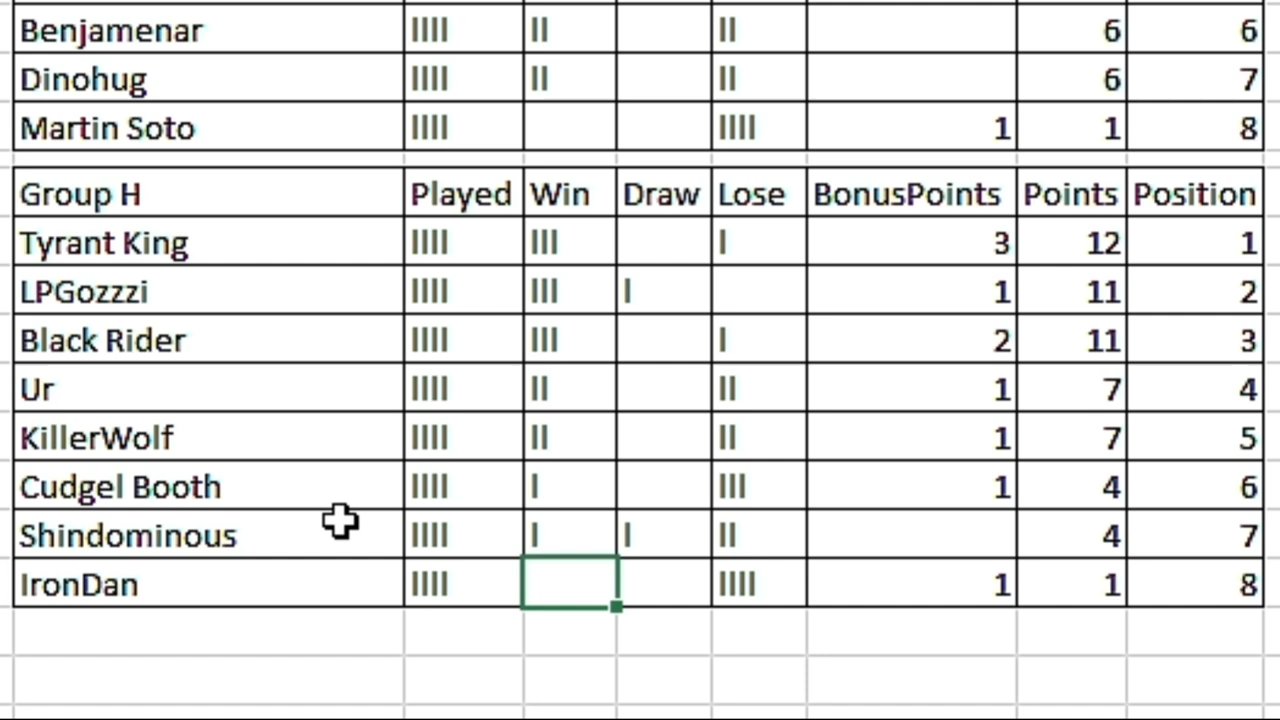 Benjamenar IIII II II 6 6
Dinohug IIII II II 6 7
Martin Soto IIII IIII 1 1 8
Group H Played Win Draw Lose BonusPoints Points Position
Tyrant King IIII III I 3 12 1
LPGozzzi IIII III I 1 11 2
Black Rider IIII III I 2 11 3
Ur IIII II II 1 7 4
KillerWolf IIII II II 1 7 5
Cudgel Booth IIII I III 1 4 6
Shindominous IIII I I II 4 7
IronDan IIII IIII 1 1 8